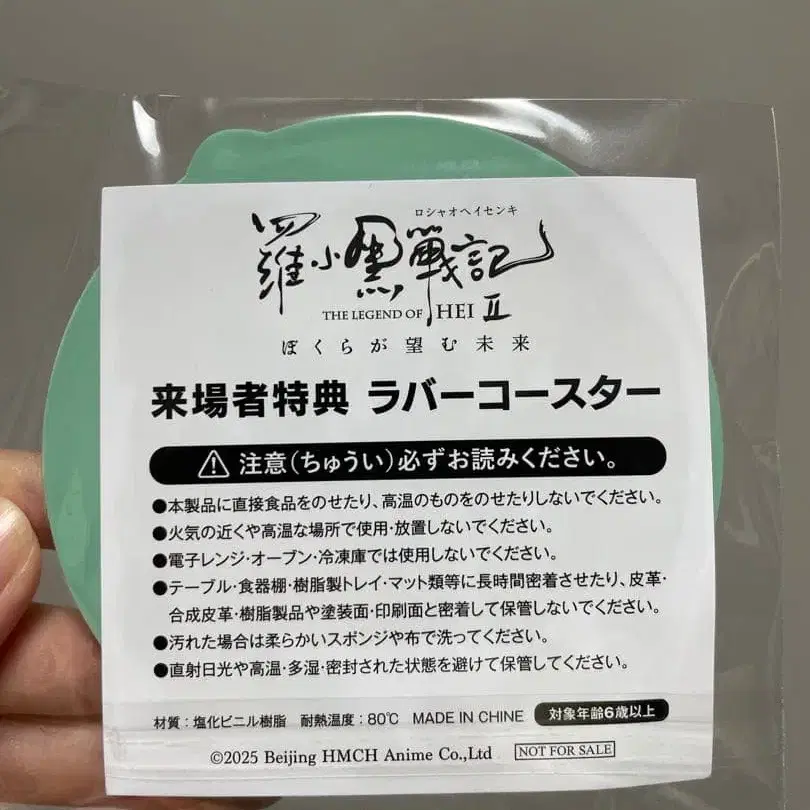 ロシャオヘイセンキ
羅小黒戰記
THE LEGEND OF HEI Ⅱ
ぼくらが望む未来
来場者特典 ラバーコースター
⚠ 注意(ちゅうい)必ずお読みください。
●本製品に直接食品をのせたり、高温のものをのせたりしないでください。
●火気の近くや高温な場所で使用・放置しないでください。
●電子レンジ・オーブン・冷凍庫では使用しないでください。
●テーブル・食器棚・樹脂製トレイ・マット類等に長時間密着させたり、皮革・
合成皮革・樹脂製品や塗装面・印刷面と密着して保管しないでください。
●汚れた場合は柔らかいスポンジや布で洗ってください。
●直射日光や高温・多湿・密封された状態を避けて保管してください。
材質:塩化ビニル樹脂 耐熱温度:80℃ MADE IN CHINE 対象年齢6歳以上
©2025 Beijing HMCH Anime Co.,Ltd NOT FOR SALE